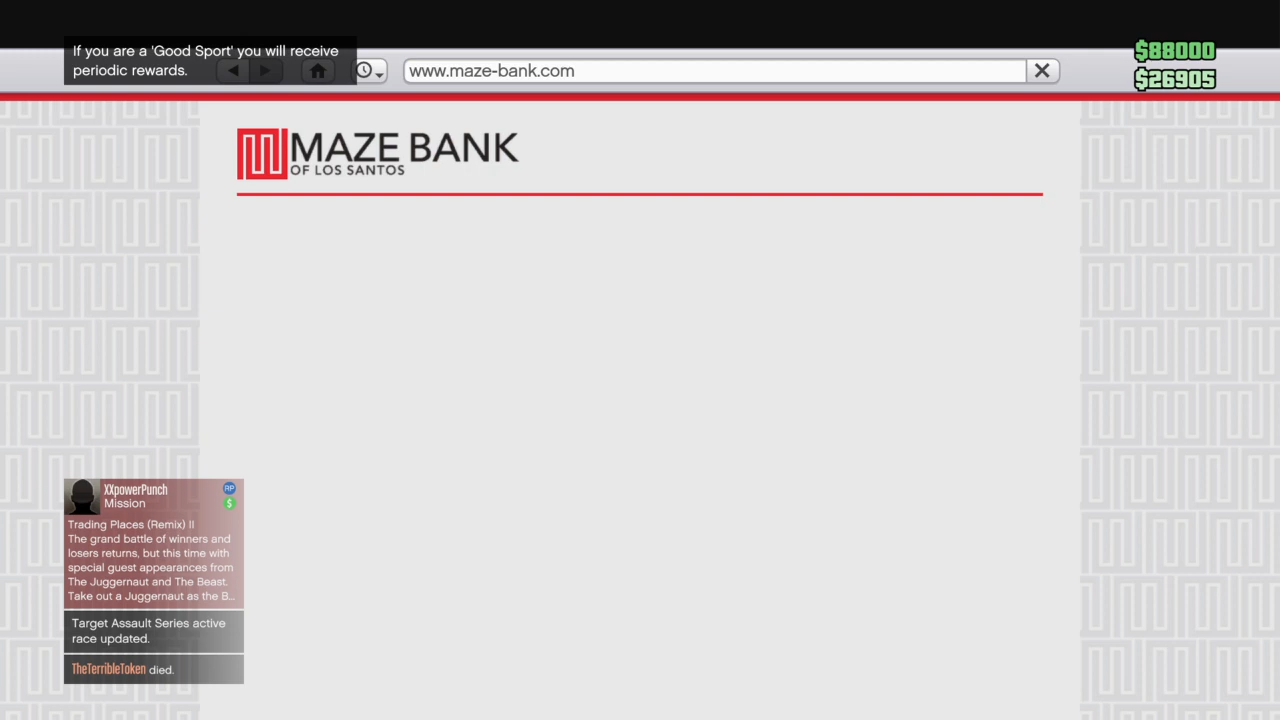 If you are a 'Good Sport' you will receive
periodic rewards.
www.maze-bank.com
$88000
$26905
MAZE BANK
OF LOS SANTOS
XXpowerPunch
RP
Mission
$
Trading Places (Remix) II
The grand battle of winners and
losers returns, but this time with
special guest appearances from
The Juggernaut and The Beast.
Take out a Juggernaut as the B...
Target Assault Series active
race updated.
TheTerribleToken died.